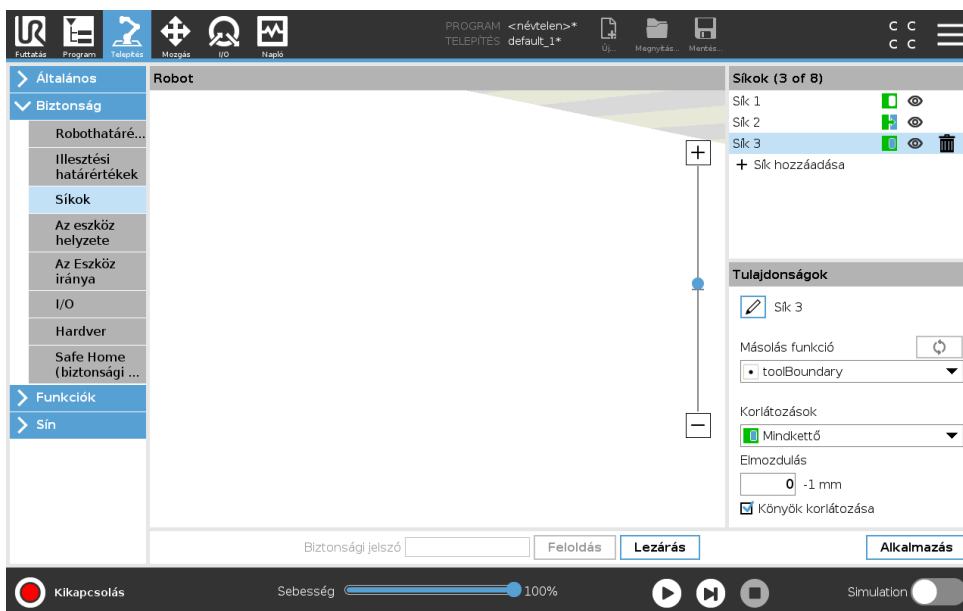 UR
Futtatás
Program
Telepítés
Mozgás
I/O
Napló
PROGRAM <névtelen>*
TELEPÍTÉS default_1*
Új...
Megnyitás...
Mentés...
C C
C C
Általános
Biztonság
Robothatáré...
Illesztési
határértékek
Síkok
Az eszköz
helyzete
Az Eszköz
iránya
I/O
Hardver
Safe Home
(biztonsági ...
Funkciók
Sín
Robot
Síkok (3 of 8)
Sík 1
Sík 2
Sík 3
+ Sík hozzáadása
Tulajdonságok
Sík 3
Másolás funkció
toolBoundary
Korlátozások
Mindkettő
Elmozdulás
0 -1 mm
Könyök korlátozása
Biztonsági jelszó
Feloldás
Lezárás
Alkalmazás
Kikapcsolás
Sebesség
100%
Simulation